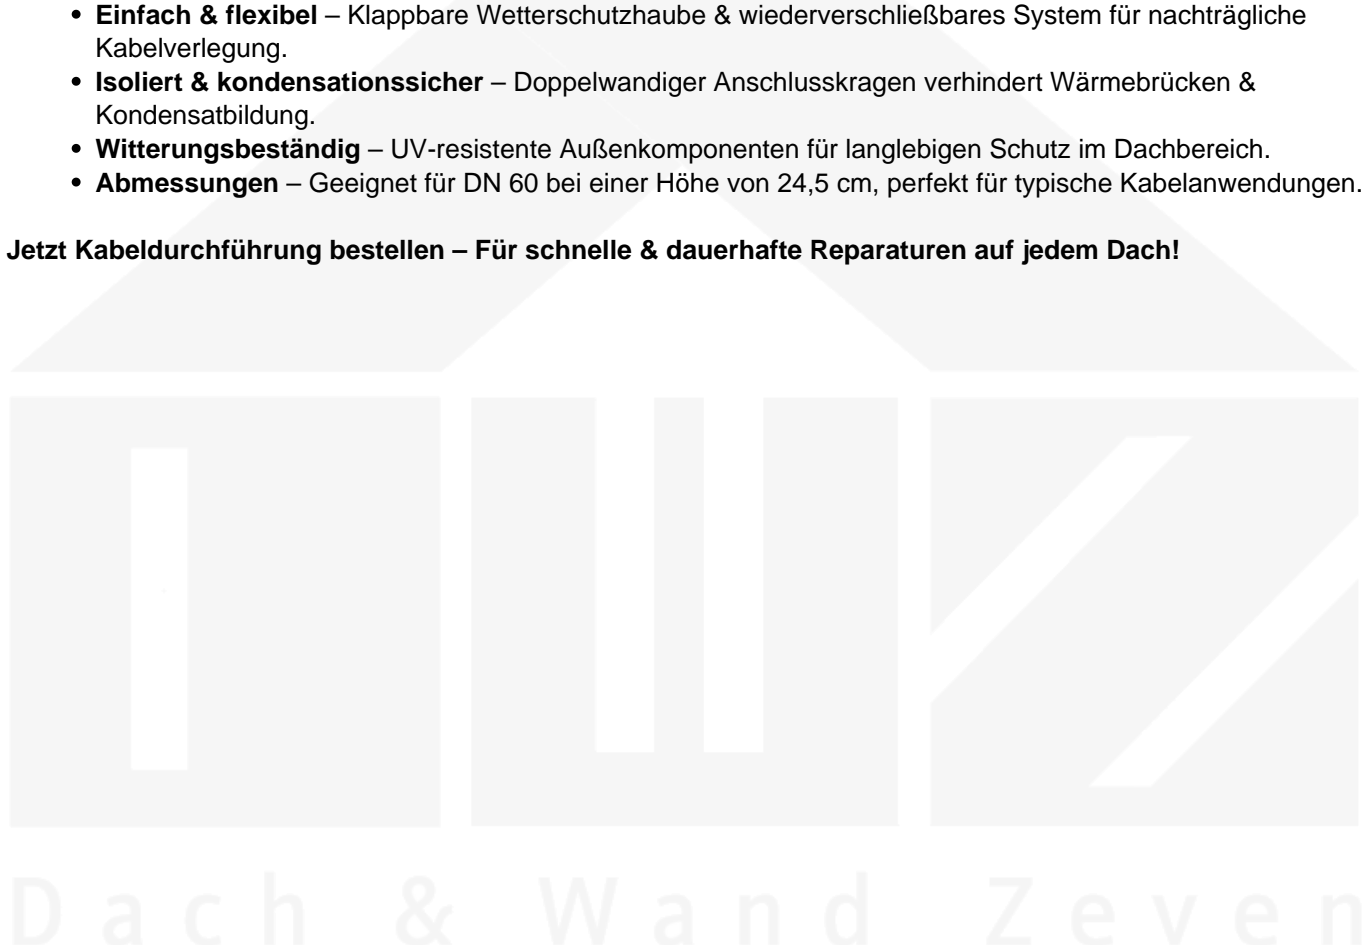 • Einfach & flexibel – Klappbare Wetterschutzhaube & wiederverschließbares System für nachträgliche
Kabelverlegung.
• Isoliert & kondensationssicher – Doppelwandiger Anschlusskragen verhindert Wärmebrücken &
Kondensatbildung.
• Witterungsbeständig – UV-resistente Außenkomponenten für langlebigen Schutz im Dachbereich.
• Abmessungen – Geeignet für DN 60 bei einer Höhe von 24,5 cm, perfekt für typische Kabelanwendungen.
Jetzt Kabeldurchführung bestellen – Für schnelle & dauerhafte Reparaturen auf jedem Dach!
Dach & Wand Zeven